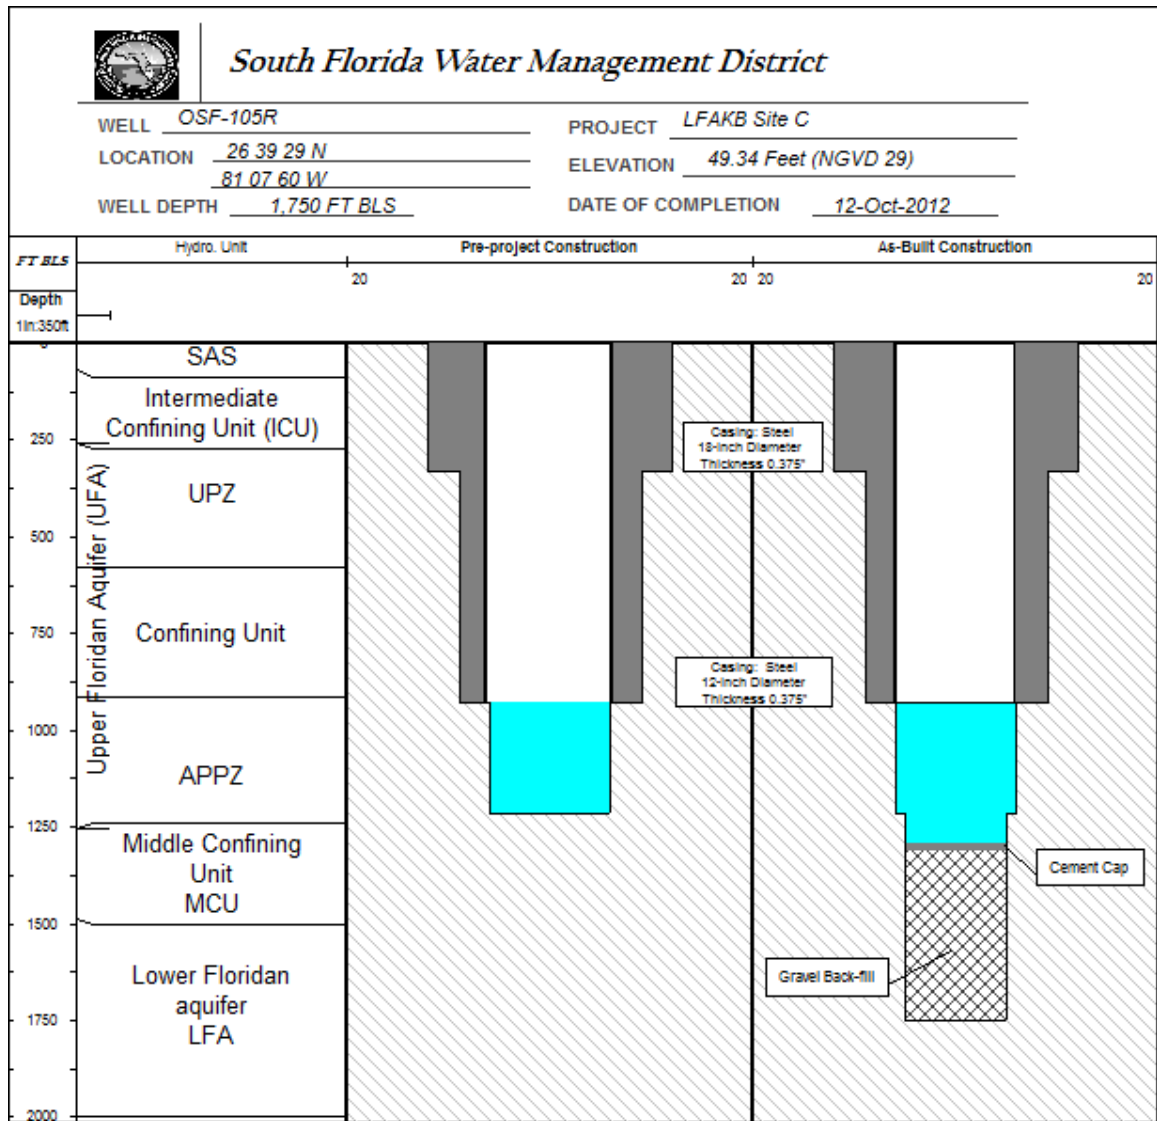 South Florida Water Management District
WELL OSF-105R
PROJECT LFAKB Site C
LOCATION 26 39 29 N
81 07 60 W
ELEVATION 49.34 Feet (NGVD 29)
WELL DEPTH 1,750 FT BLS
DATE OF COMPLETION 12-Oct-2012
FT BLS
Hydro. Unit
Pre-project Construction
As-Built Construction
20 20 20 20
Depth
1in:350ft
0
SAS
Intermediate
Confining Unit (ICU)
250
Casing: Steel
18-inch Diameter
Thickness 0.375"
Upper Floridan Aquifer (UFA)
UPZ
500
Confining Unit
750
Casing: Steel
12-inch Diameter
Thickness 0.375"
1000
APPZ
1250
Middle Confining
Unit
MCU
Cement Cap
1500
Lower Floridan
aquifer
LFA
Gravel Back-fill
1750
2000